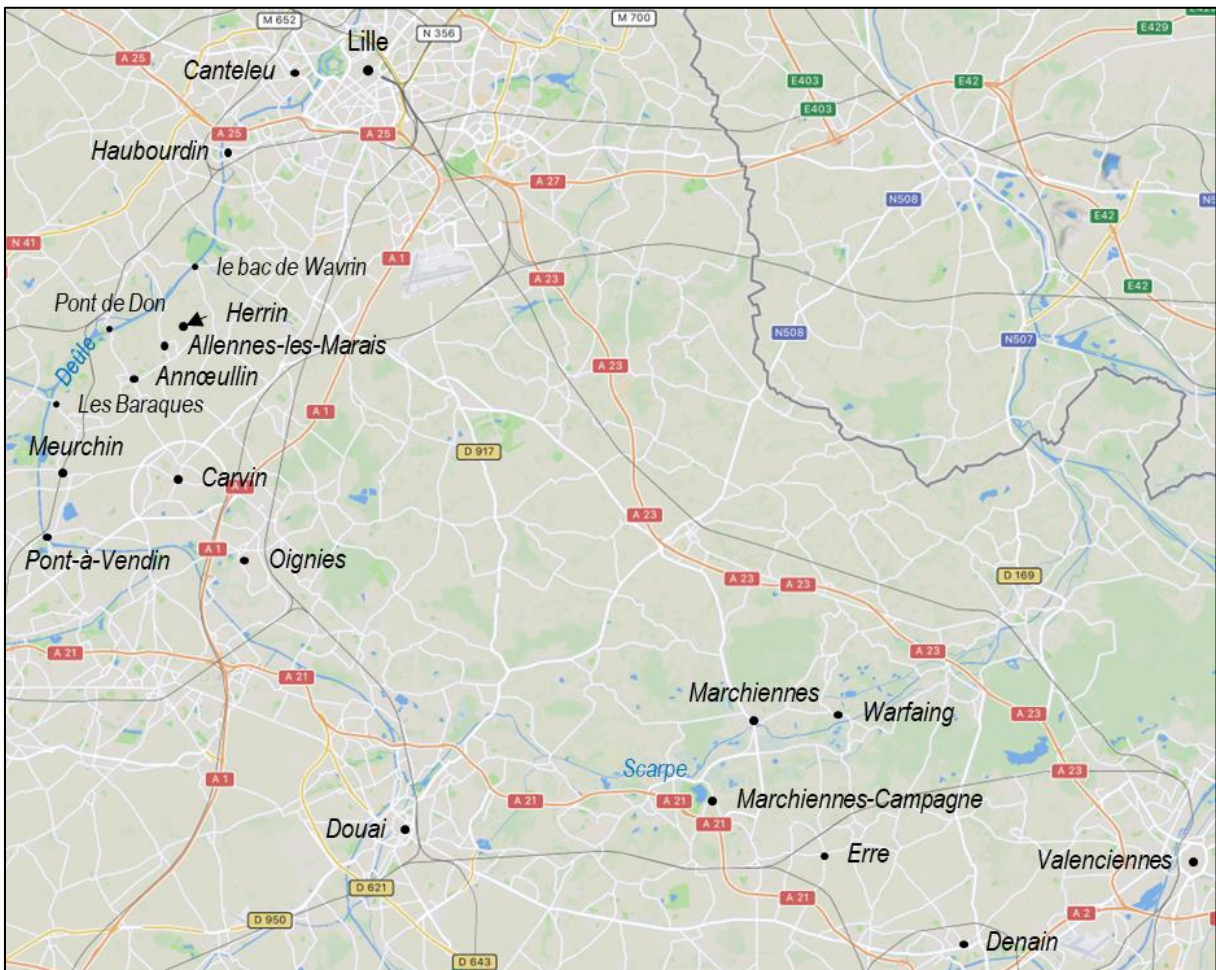 M 652
M 700
E429
N 356
A 25
Lille
Canteleu
E403
E42
E403
A 25
A 25
Haubourdin
A 27
N508
E42
N 41
A 1
le bac de Wavrin
A 23
E42
Pont de Don
Herrin
N508
N507
Deûle
Allennes-les-Marais
A 23
Annœullin
Les Baraques
A 1
D 917
Meurchin
Carvin
A 1
A 23
Pont-à-Vendin
A 1
Oignies
A 23
A 23
D 169
A 21
A 21
A 23
Marchiennes
Warfaing
A 23
Scarpe
A 23
A 1
A 21
A 21
Marchiennes-Campagne
A 21
Douai
Erre
Valenciennes
D 621
A 21
D 950
A 2
Denain
D 643